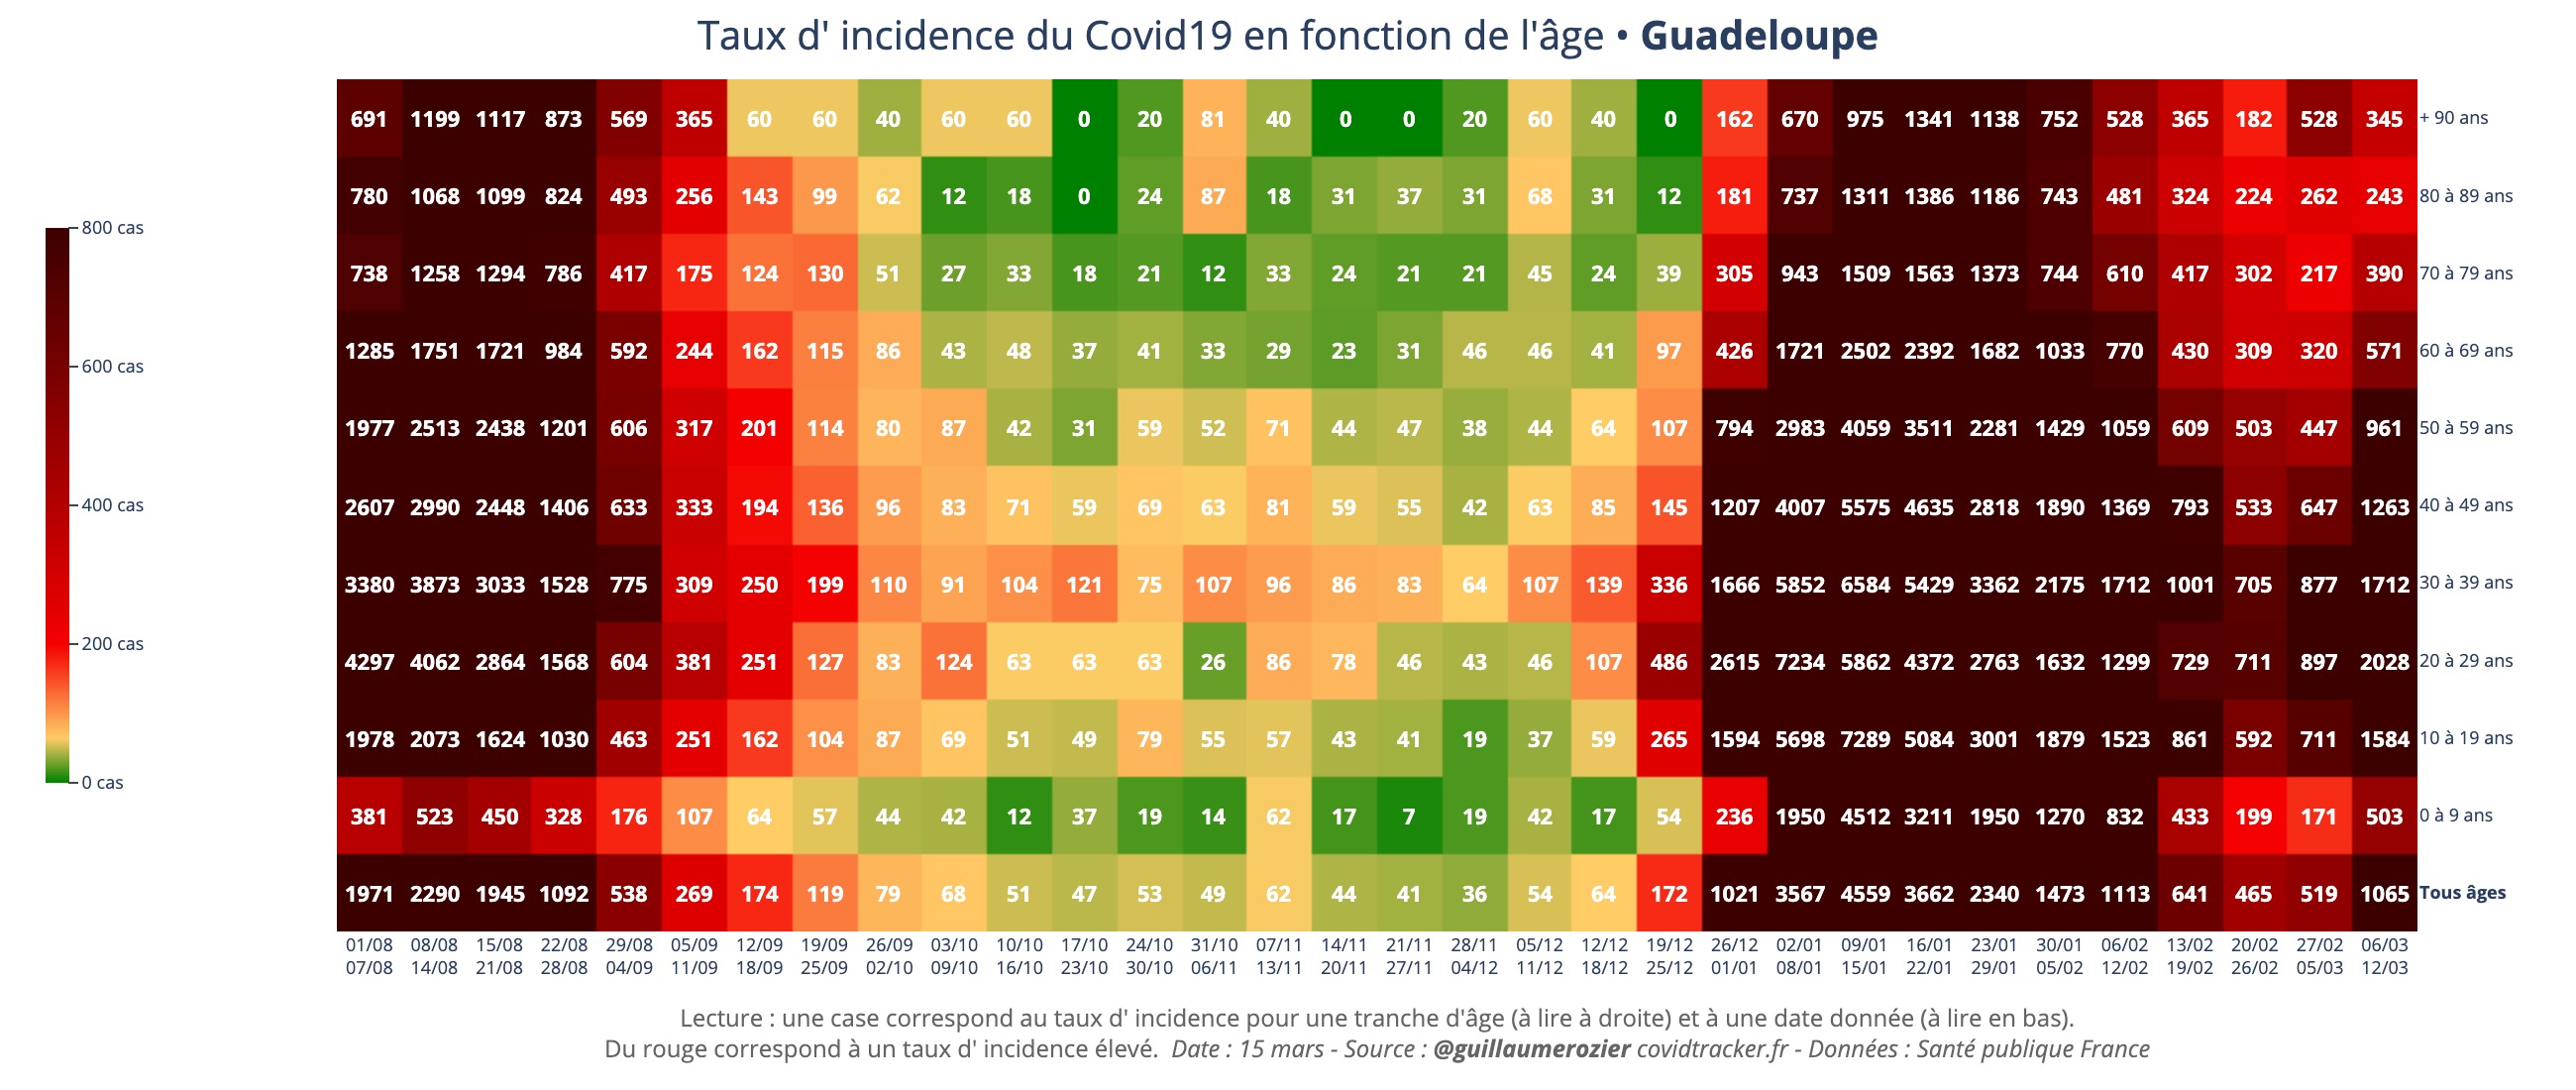 Taux d' incidence du Covid19 en fonction de l'âge • Guadeloupe
691 1199 1117 873 569 365 60 60 40 60 60 0 20 81 40 0 0 20 60 40 0 162 670 975 1341 1138 752 528 365 182 528 345 + 90 ans
780 1068 1099 824 493 256 143 99 62 12 18 0 24 87 18 31 37 31 68 31 12 181 737 1311 1386 1186 743 481 324 224 262 243 80 à 89 ans
800 cas
738 1258 1294 786 417 175 124 130 51 27 33 18 21 12 33 24 21 21 45 24 39 305 943 1509 1563 1373 744 610 417 302 217 390 70 à 79 ans
1285 1751 1721 984 592 244 162 115 86 43 48 37 41 33 29 23 31 46 46 41 97 426 1721 2502 2392 1682 1033 770 430 309 320 571 60 à 69 ans
600 cas
1977 2513 2438 1201 606 317 201 114 80 87 42 31 59 52 71 44 47 38 44 64 107 794 2983 4059 3511 2281 1429 1059 609 503 447 961 50 à 59 ans
400 cas
2607 2990 2448 1406 633 333 194 136 96 83 71 59 69 63 81 59 55 42 63 85 145 1207 4007 5575 4635 2818 1890 1369 793 533 647 1263 40 à 49 ans
3380 3873 3033 1528 775 309 250 199 110 91 104 121 75 107 96 86 83 64 107 139 336 1666 5852 6584 5429 3362 2175 1712 1001 705 877 1712 30 à 39 ans
200 cas
4297 4062 2864 1568 604 381 251 127 83 124 63 63 63 26 86 78 46 43 46 107 486 2615 7234 5862 4372 2763 1632 1299 729 711 897 2028 20 à 29 ans
1978 2073 1624 1030 463 251 162 104 87 69 51 49 79 55 57 43 41 19 37 59 265 1594 5698 7289 5084 3001 1879 1523 861 592 711 1584 10 à 19 ans
0 cas
381 523 450 328 176 107 64 57 44 42 12 37 19 14 62 17 7 19 42 17 54 236 1950 4512 3211 1950 1270 832 433 199 171 503 0 à 9 ans
1971 2290 1945 1092 538 269 174 119 79 68 51 47 53 49 62 44 41 36 54 64 172 1021 3567 4559 3662 2340 1473 1113 641 465 519 1065 Tous âges
01/08 08/08 15/08 22/08 29/08 05/09 12/09 19/09 26/09 03/10 10/10 17/10 24/10 31/10 07/11 14/11 21/11 28/11 05/12 12/12 19/12 26/12 02/01 09/01 16/01 23/01 30/01 06/02 13/02 20/02 27/02 06/03
07/08 14/08 21/08 28/08 04/09 11/09 18/09 25/09 02/10 09/10 16/10 23/10 30/10 06/11 13/11 20/11 27/11 04/12 11/12 18/12 25/12 01/01 08/01 15/01 22/01 29/01 05/02 12/02 19/02 26/02 05/03 12/03
Lecture : une case correspond au taux d' incidence pour une tranche d'âge (à lire à droite) et à une date donnée (à lire en bas).
Du rouge correspond à un taux d' incidence élevé. Date : 15 mars - Source : @guillaumerozier covidtracker.fr - Données : Santé publique France